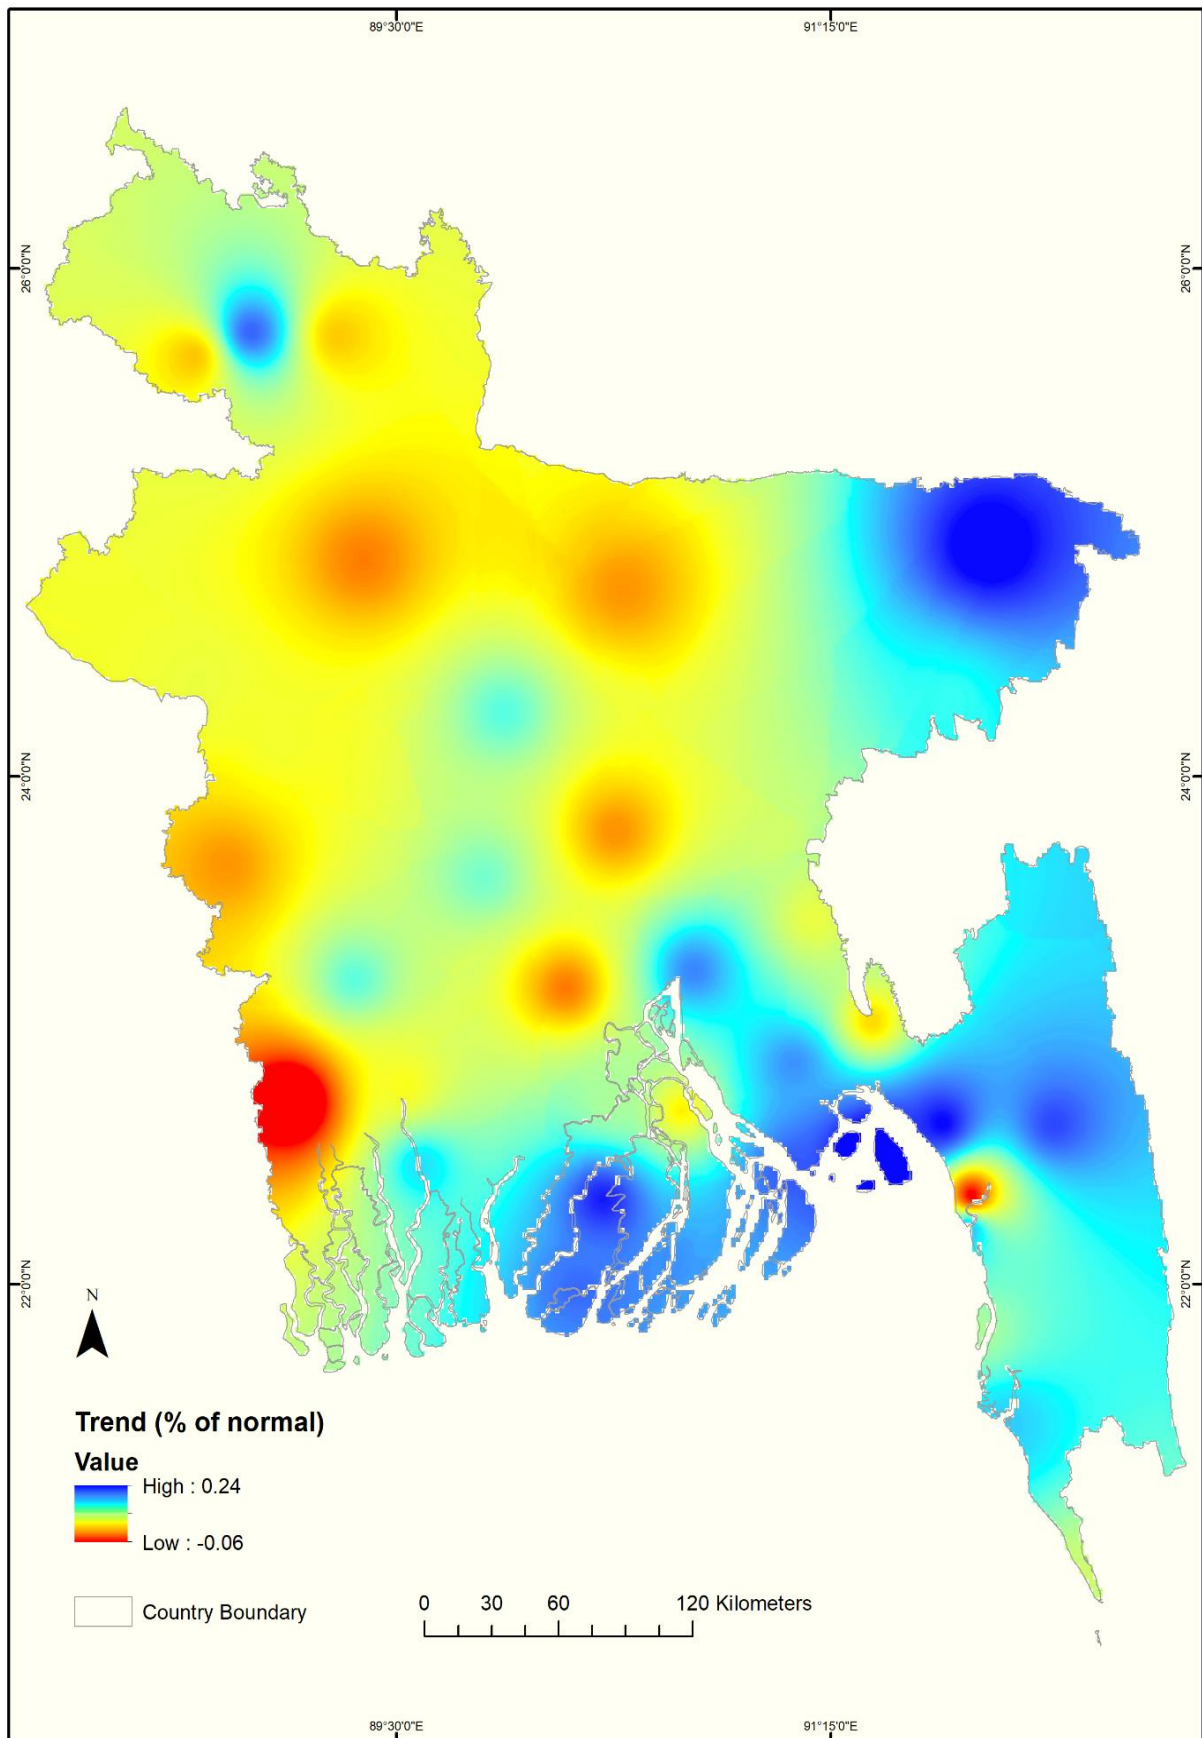 89°30'0"E
91°15'0"E
26°0'0"N
26°0'0"N
24°0'0"N
24°0'0"N
22°0'0"N
22°0'0"N
N
Trend (% of normal)
Value
High : 0.24
Low : -0.06
Country Boundary
0 30 60 120 Kilometers
89°30'0"E
91°15'0"E